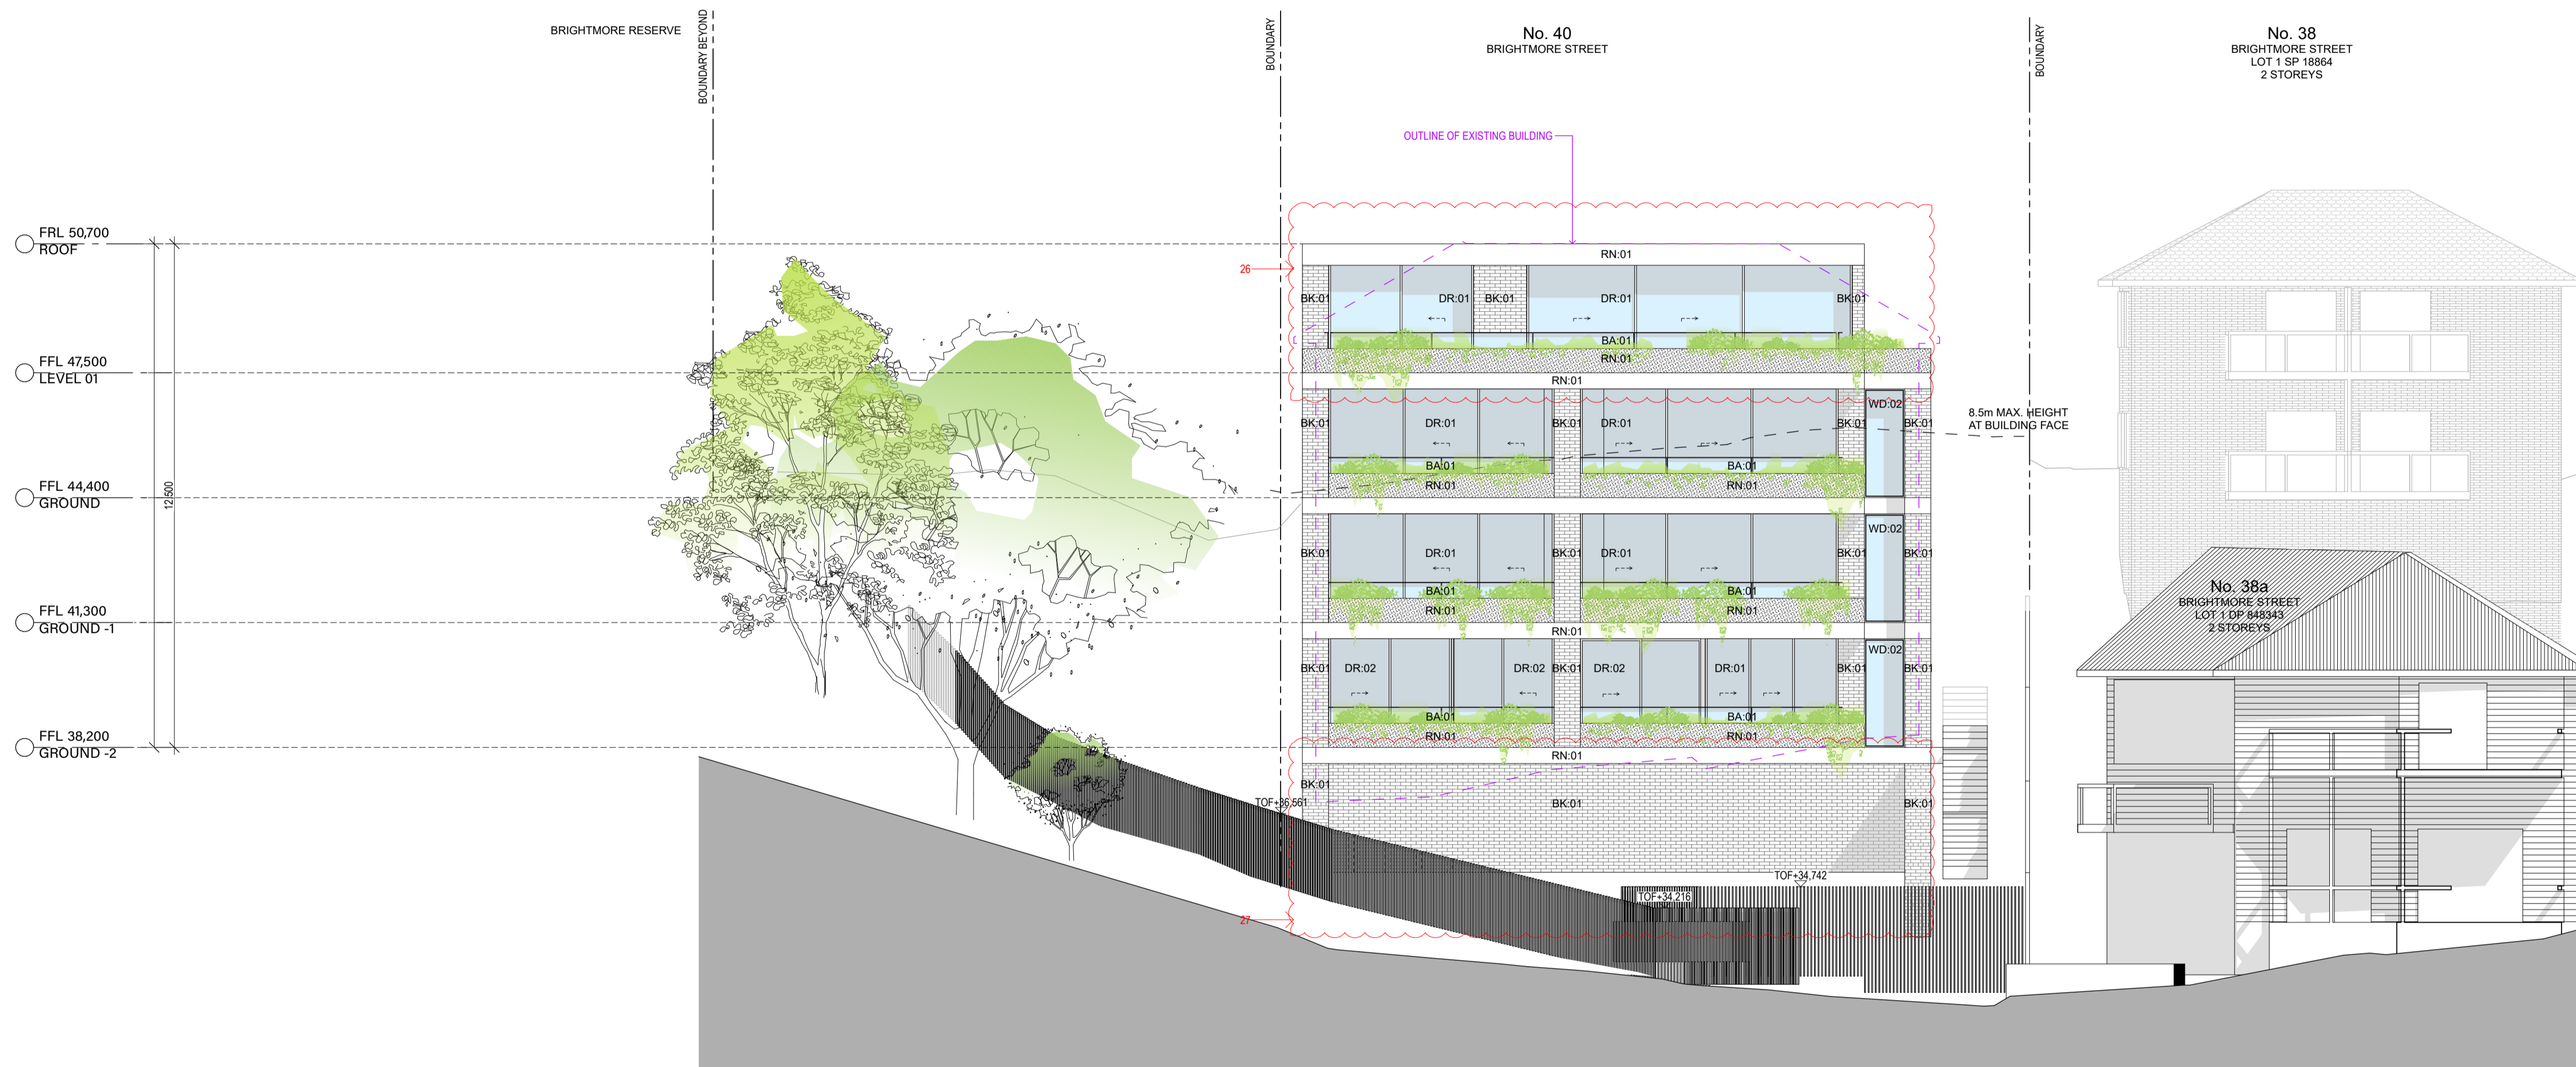 BRIGHTMORE RESERVE
BOUNDARY BEYOND
BOUNDARY
No. 40
BRIGHTMORE STREET
BOUNDARY
No. 38
BRIGHTMORE STREET
LOT 1 SP 18864
2 STOREYS
OUTLINE OF EXISTING BUILDING
FRL 50,700
ROOF
FFL 47,500
LEVEL 01
FFL 44,400
GROUND
FFL 41,300
GROUND -1
FFL 38,200
GROUND -2
12,500
26
RN:01
BK:01
DR:01
BK:01
DR:01
BK:01
BA:01
RN:01
RN:01
WD:02
BK:01
DR:01
BK:01
DR:01
BK:01
BK:01
8.5m MAX. HEIGHT
AT BUILDING FACE
BA:01
BA:01
RN:01
RN:01
WD:02
BK:01
DR:01
BK:01
DR:01
BK:01
BK:01
BA:01
BA:01
RN:01
RN:01
RN:01
WD:02
BK:01
DR:02
DR:02
BK:01
DR:02
DR:01
BK:01
BK:01
BA:01
BA:01
RN:01
RN:01
RN:01
BK:01
BK:01
BK:01
TOF+36,561
TOF+34,742
TOF+34,216
27
No. 38a
BRIGHTMORE STREET
LOT 1 DP 848343
2 STOREYS